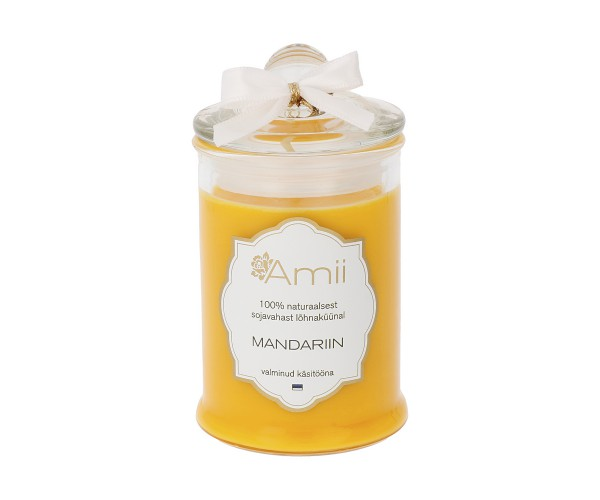 Amii
100% naturaalsest
sojavahast lõhnaküünal
MANDARIIN
valminud käsitööna